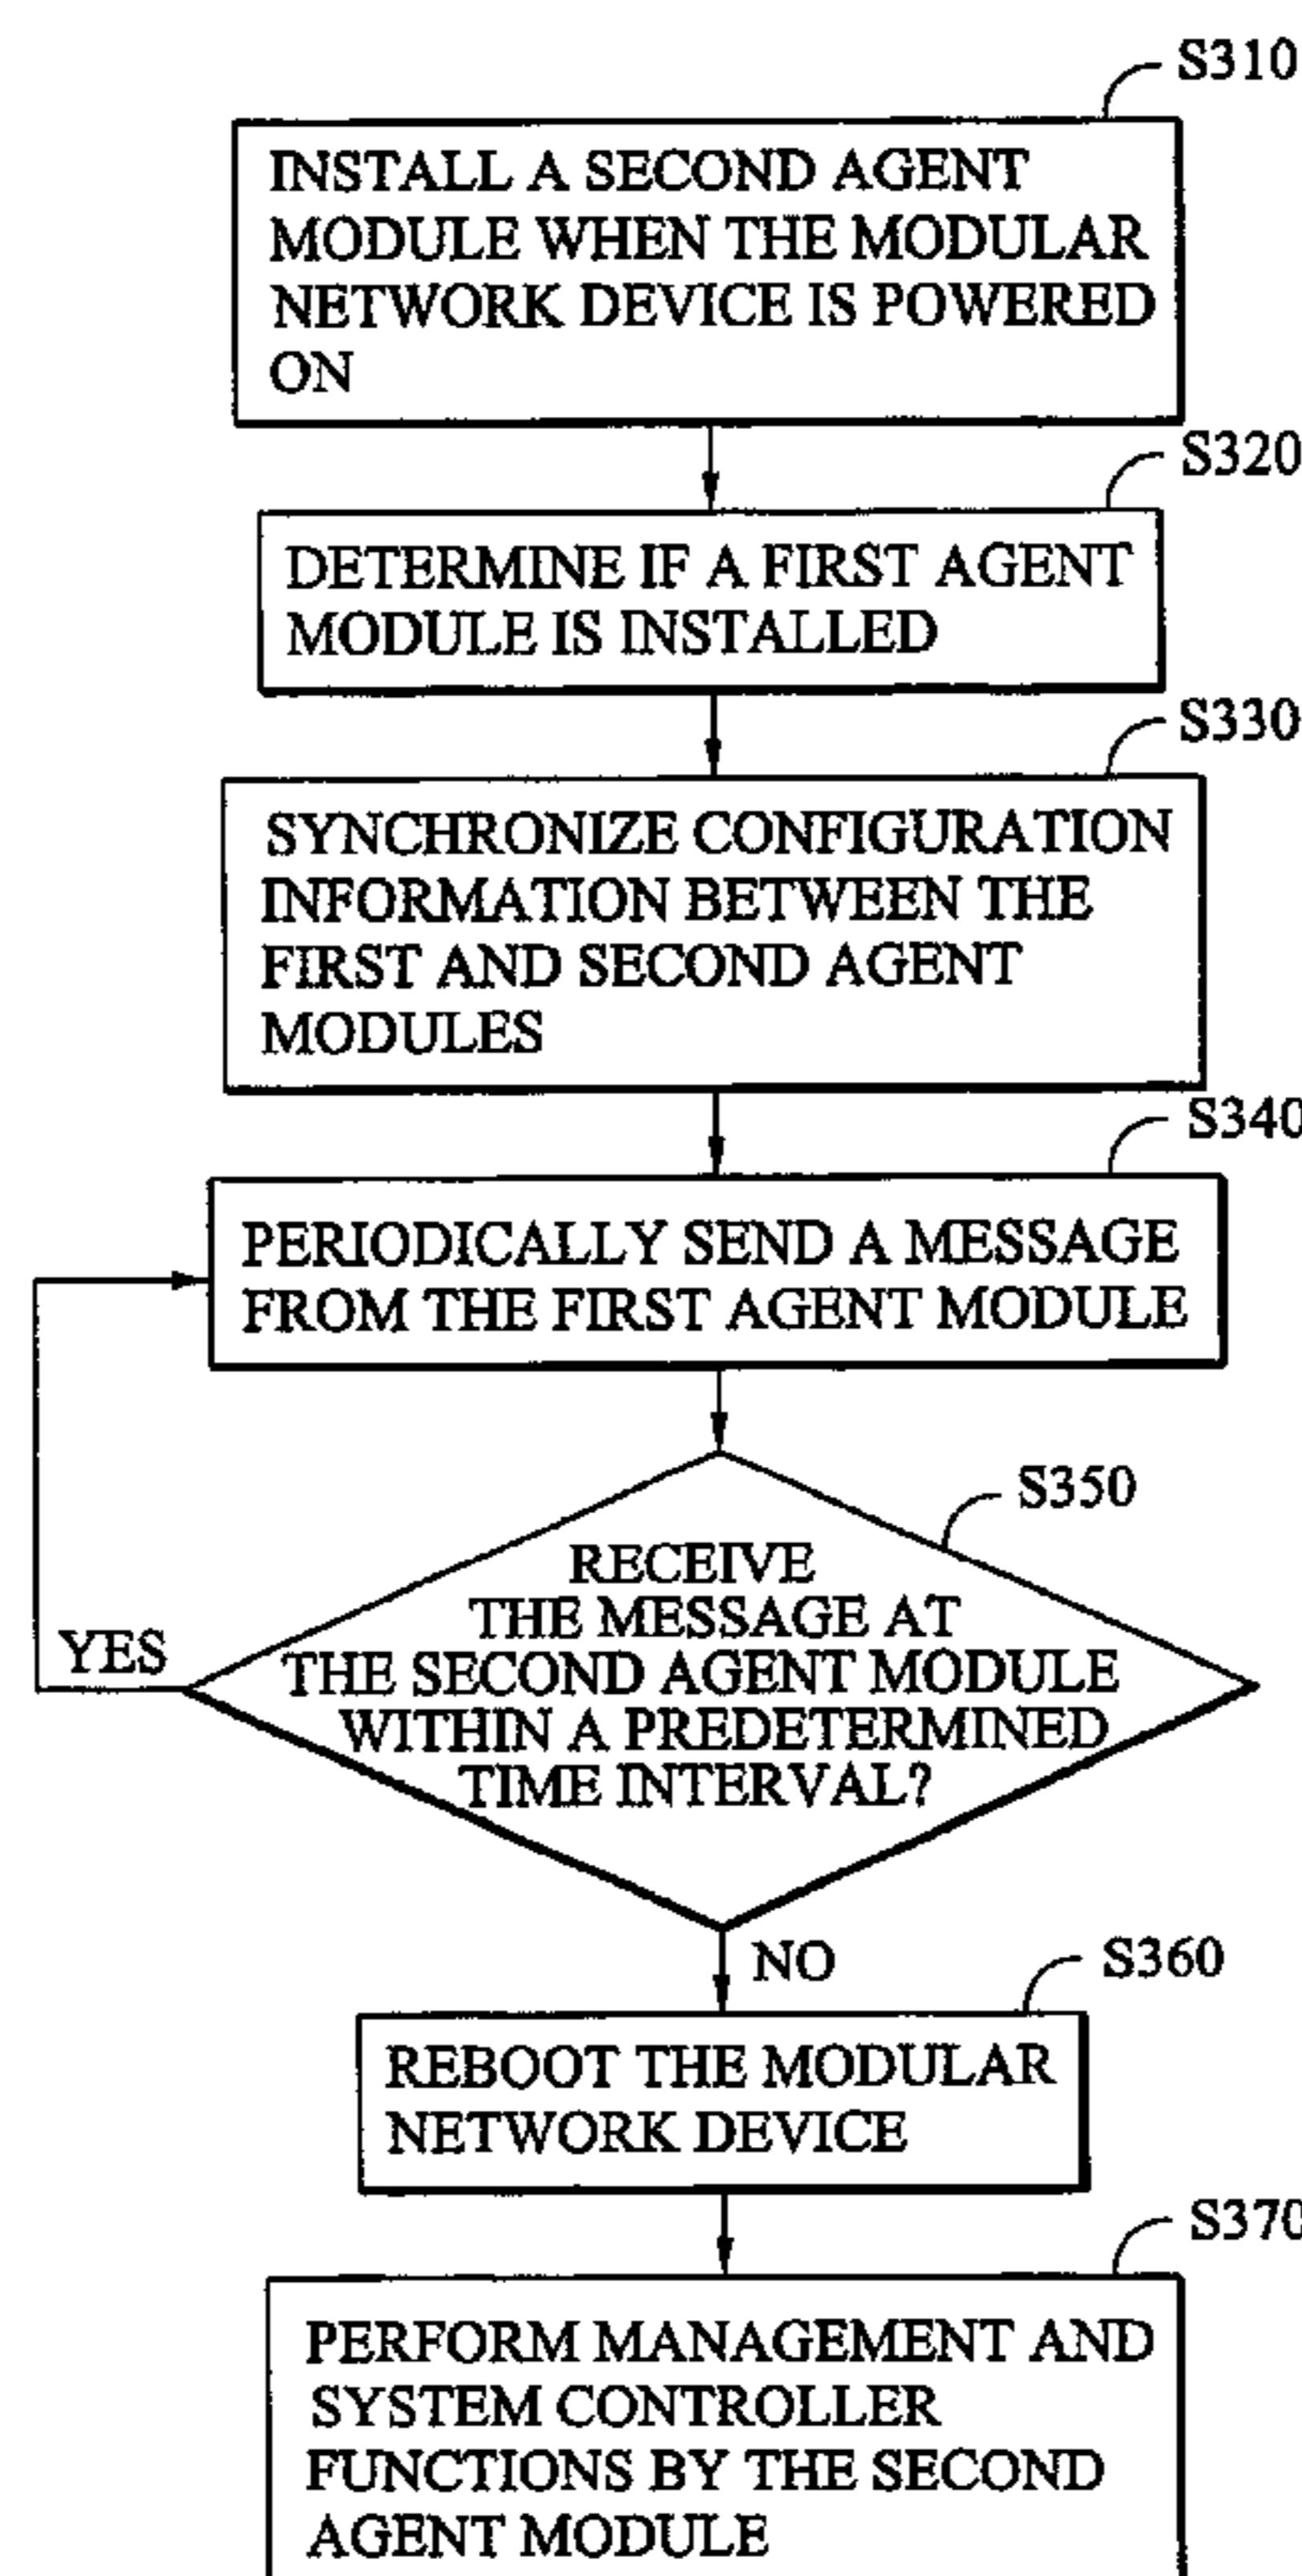 S310
INSTALL A SECOND AGENT
MODULE WHEN THE MODULAR
NETWORK DEVICE IS POWERED
ON
S320
DETERMINE IF A FIRST AGENT
MODULE IS INSTALLED
S330
SYNCHRONIZE CONFIGURATION
INFORMATION BETWEEN THE
FIRST AND SECOND AGENT
MODULES
S340
PERIODICALLY SEND A MESSAGE
FROM THE FIRST AGENT MODULE
S350
RECEIVE
THE MESSAGE AT
THE SECOND AGENT MODULE
WITHIN A PREDETERMINED
TIME INTERVAL?
YES
NO
S360
REBOOT THE MODULAR
NETWORK DEVICE
S370
PERFORM MANAGEMENT AND
SYSTEM CONTROLLER
FUNCTIONS BY THE SECOND
AGENT MODULE